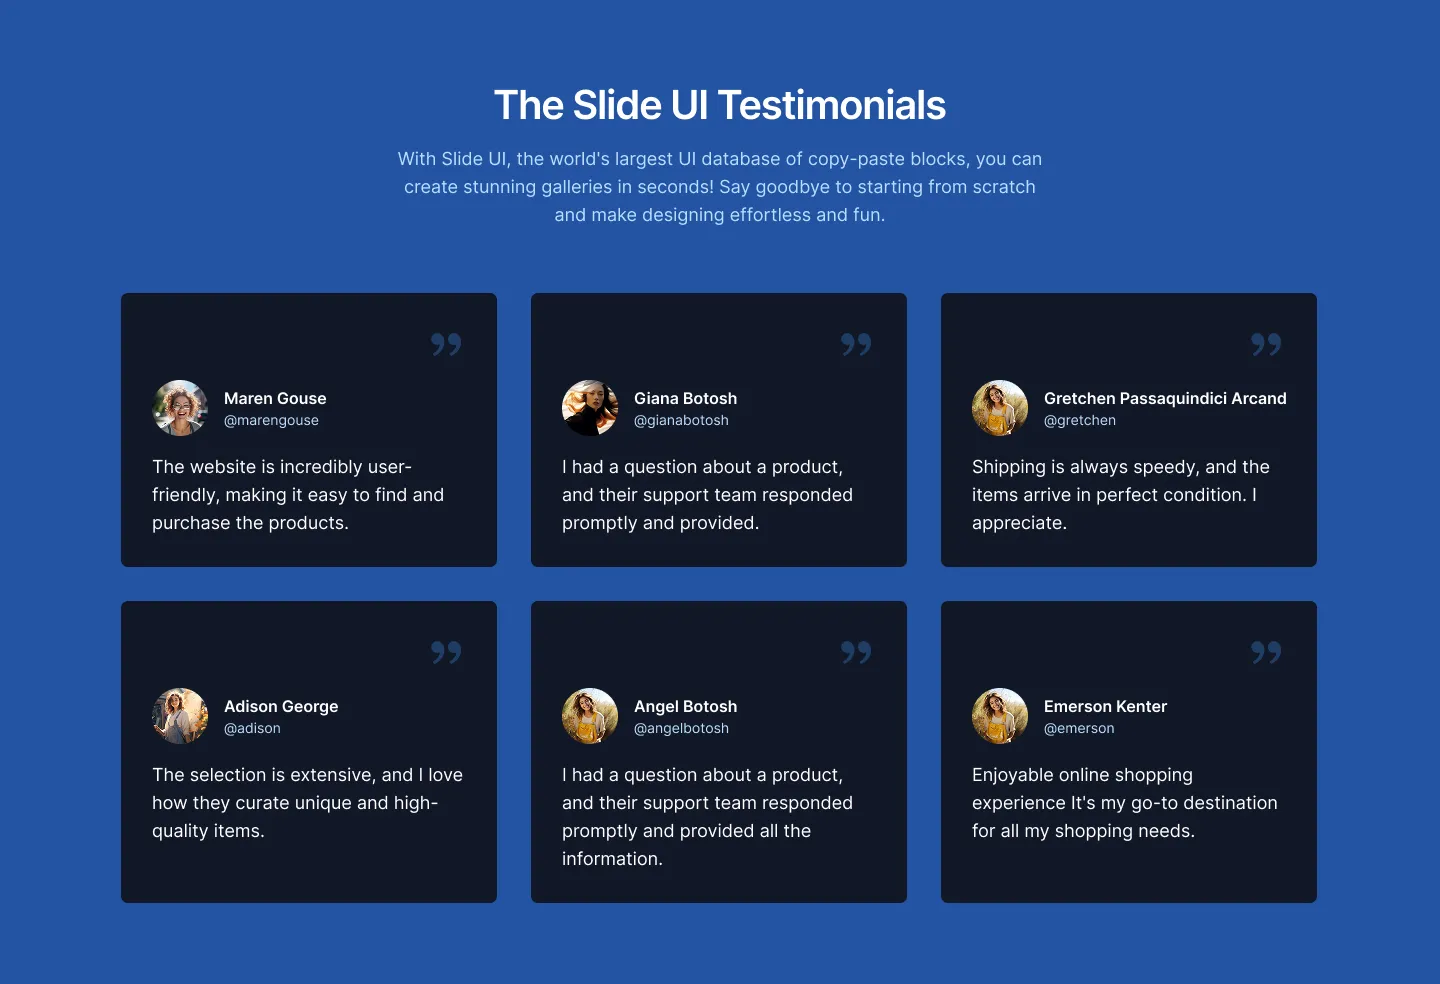 The Slide UI Testimonials
With Slide UI, the world's largest UI database of copy-paste blocks, you can
create stunning galleries in seconds! Say goodbye to starting from scratch
and make designing effortless and fun.
”
Maren Gouse
@marengouse
The website is incredibly user-
friendly, making it easy to find and
purchase the products.
”
Giana Botosh
@gianabotosh
I had a question about a product,
and their support team responded
promptly and provided.
”
Gretchen Passaquindici Arcand
@gretchen
Shipping is always speedy, and the
items arrive in perfect condition. I
appreciate.
”
Adison George
@adison
The selection is extensive, and I love
how they curate unique and high-
quality items.
”
Angel Botosh
@angelbotosh
I had a question about a product,
and their support team responded
promptly and provided all the
information.
”
Emerson Kenter
@emerson
Enjoyable online shopping
experience It's my go-to destination
for all my shopping needs.